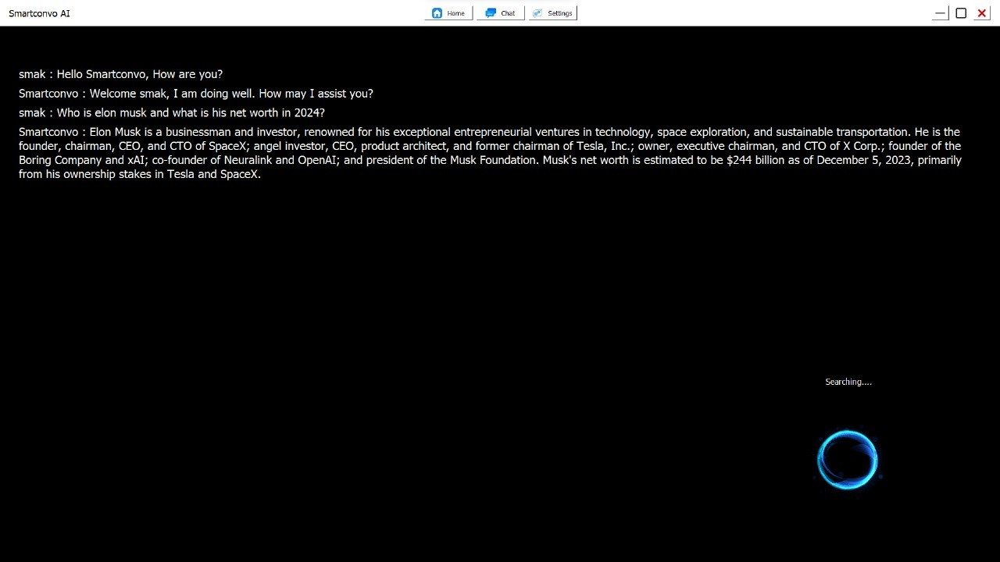 Smartconvo AI
Home
Chat
Settings
smak : Hello Smartconvo, How are you?
Smartconvo : Welcome smak, I am doing well. How may I assist you?
smak : Who is elon musk and what is his net worth in 2024?
Smartconvo : Elon Musk is a businessman and investor, renowned for his exceptional entrepreneurial ventures in technology, space exploration, and sustainable transportation. He is the
founder, chairman, CEO, and CTO of SpaceX; angel investor, CEO, product architect, and former chairman of Tesla, Inc.; owner, executive chairman, and CTO of X Corp.; founder of the
Boring Company and xAI; co-founder of Neuralink and OpenAI; and president of the Musk Foundation. Musk's net worth is estimated to be $244 billion as of December 5, 2023, primarily
from his ownership stakes in Tesla and SpaceX.
Searching....